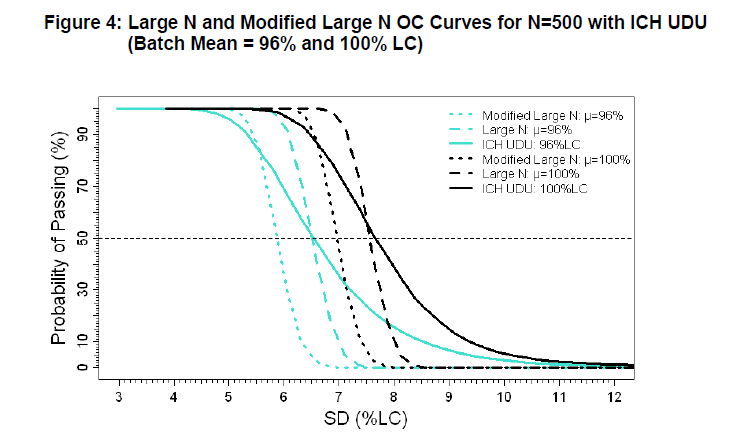 Figure 4: Large N and Modified Large N OC Curves for N=500 with ICH UDU
(Batch Mean = 96% and 100% LC)
Probability of Passing (%)
90
70
50
30
10
0
Modified Large N: µ=96%
Large N: µ=96%
ICH UDU: 96%LC
Modified Large N: µ=100%
Large N: µ=100%
ICH UDU: 100%LC
3 4 5 6 7 8 9 10 11 12
SD (%LC)